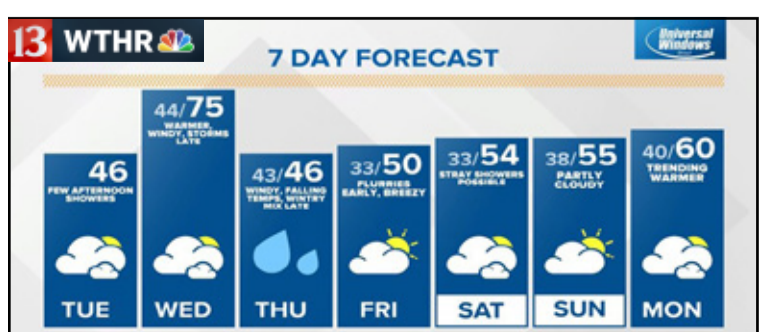 13 WTHR
Universal
Windows
7 DAY FORECAST
46
FEW AFTERNOON
SHOWERS
TUE
44/75
WARMER,
WINDY, STORMS
LATE
WED
43/46
WINDY, FALLING
TEMPS, WINTRY
MIX LATE
THU
33/50
FLURRIES
EARLY, BREEZY
FRI
33/54
STRAY SHOWERS
POSSIBLE
SAT
38/55
PARTLY
CLOUDY
SUN
40/60
TRENDING
WARMER
MON